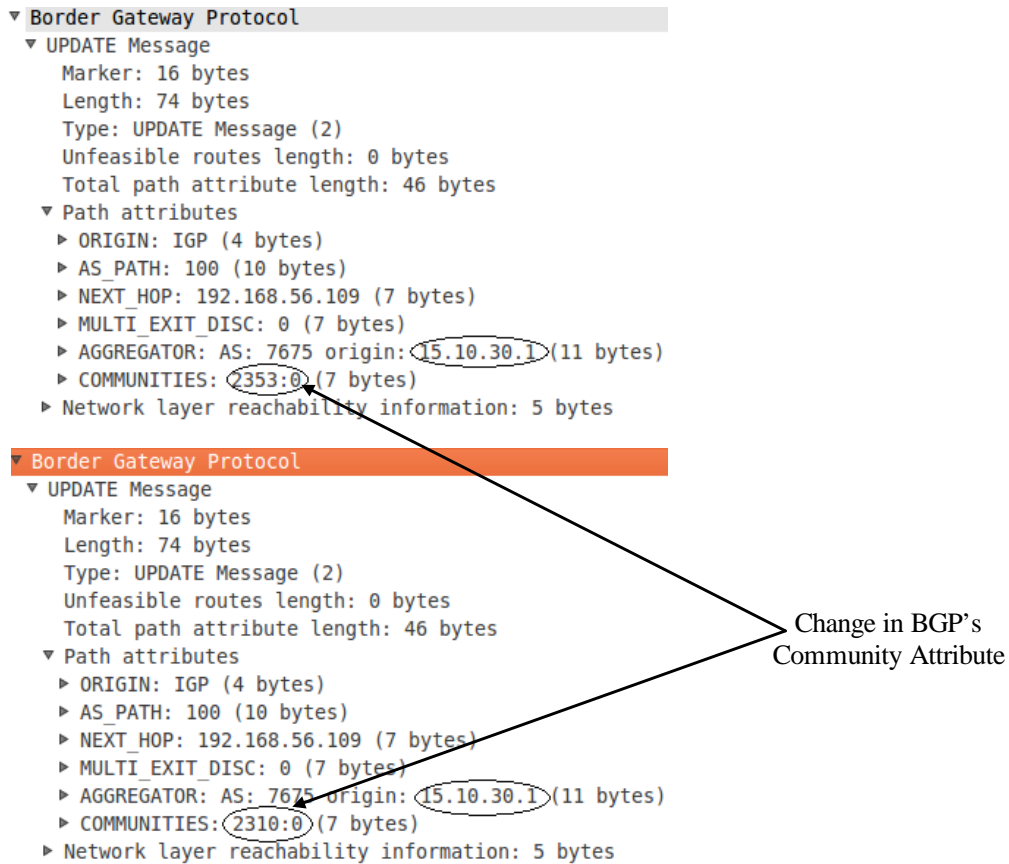 Border Gateway Protocol
UPDATE Message
Marker: 16 bytes
Length: 74 bytes
Type: UPDATE Message (2)
Unfeasible routes length: 0 bytes
Total path attribute length: 46 bytes
Path attributes
ORIGIN: IGP (4 bytes)
AS_PATH: 100 (10 bytes)
NEXT_HOP: 192.168.56.109 (7 bytes)
MULTI_EXIT_DISC: 0 (7 bytes)
AGGREGATOR: AS: 7675 origin: 15.10.30.1 (11 bytes)
COMMUNITIES: 2353:0 (7 bytes)
Network layer reachability information: 5 bytes
Border Gateway Protocol
UPDATE Message
Marker: 16 bytes
Length: 74 bytes
Type: UPDATE Message (2)
Unfeasible routes length: 0 bytes
Total path attribute length: 46 bytes
Path attributes
ORIGIN: IGP (4 bytes)
AS_PATH: 100 (10 bytes)
NEXT_HOP: 192.168.56.109 (7 bytes)
MULTI_EXIT_DISC: 0 (7 bytes)
AGGREGATOR: AS: 7675 origin: 15.10.30.1 (11 bytes)
COMMUNITIES: 2310:0 (7 bytes)
Network layer reachability information: 5 bytes
Change in BGP’s
Community Attribute